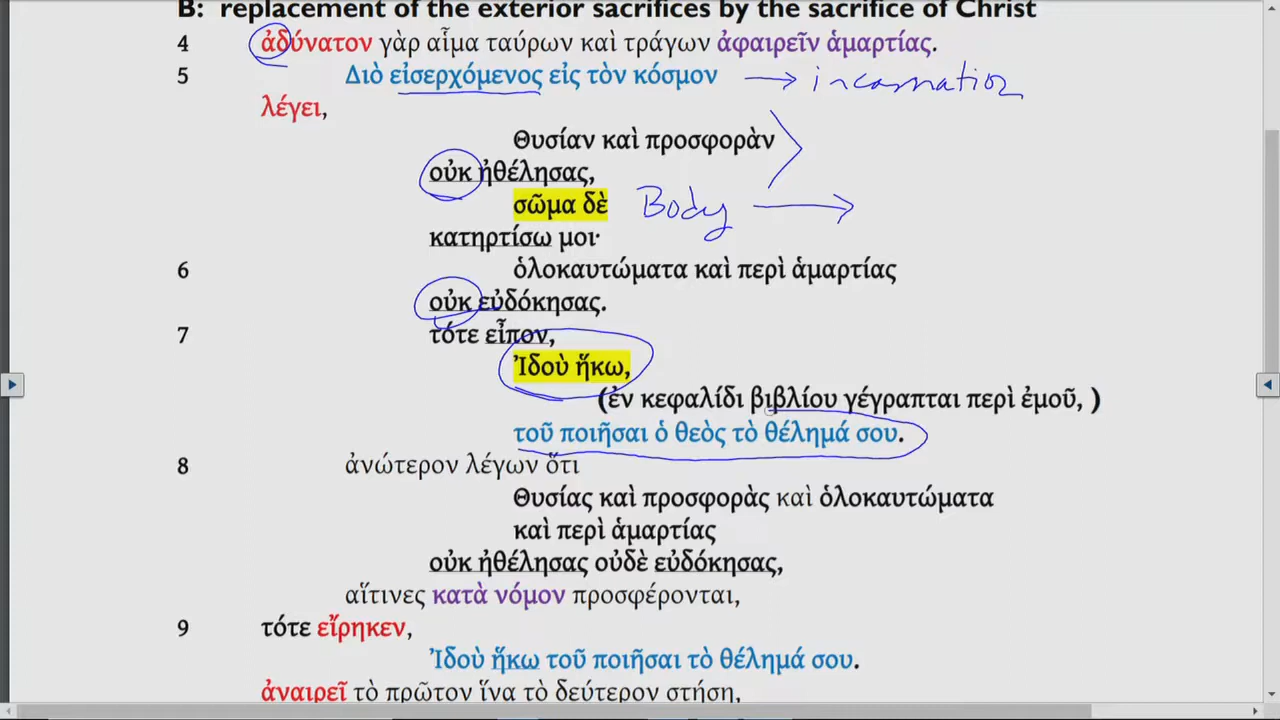 B: replacement of the exterior sacrifices by the sacrifice of Christ
4 ἀδύνατον γὰρ αἷμα ταύρων καὶ τράγων ἀφαιρεῖν ἁμαρτίας.
5 Διὸ εἰσερχόμενος εἰς τὸν κόσμον → incarnation
λέγει,
Θυσίαν καὶ προσφορὰν
οὐκ ἠθέλησας,
σῶμα δὲ Body →
κατηρτίσω μοι·
6 ὁλοκαυτώματα καὶ περὶ ἁμαρτίας
οὐκ εὐδόκησας.
7 τότε εἶπον,
Ἰδοὺ ἥκω,
(ἐν κεφαλίδι βιβλίου γέγραπται περὶ ἐμοῦ, )
τοῦ ποιῆσαι ὁ θεὸς τὸ θέλημά σου.
8 ἀνώτερον λέγων ὅτι
Θυσίας καὶ προσφορὰς καὶ ὁλοκαυτώματα
καὶ περὶ ἁμαρτίας
οὐκ ἠθέλησας οὐδὲ εὐδόκησας,
αἵτινες κατὰ νόμον προσφέρονται,
9 τότε εἴρηκεν,
Ἰδοὺ ἥκω τοῦ ποιῆσαι τὸ θέλημά σου.
ἀναιρεῖ τὸ πρῶτον ἵνα τὸ δεύτερον στήσῃ,